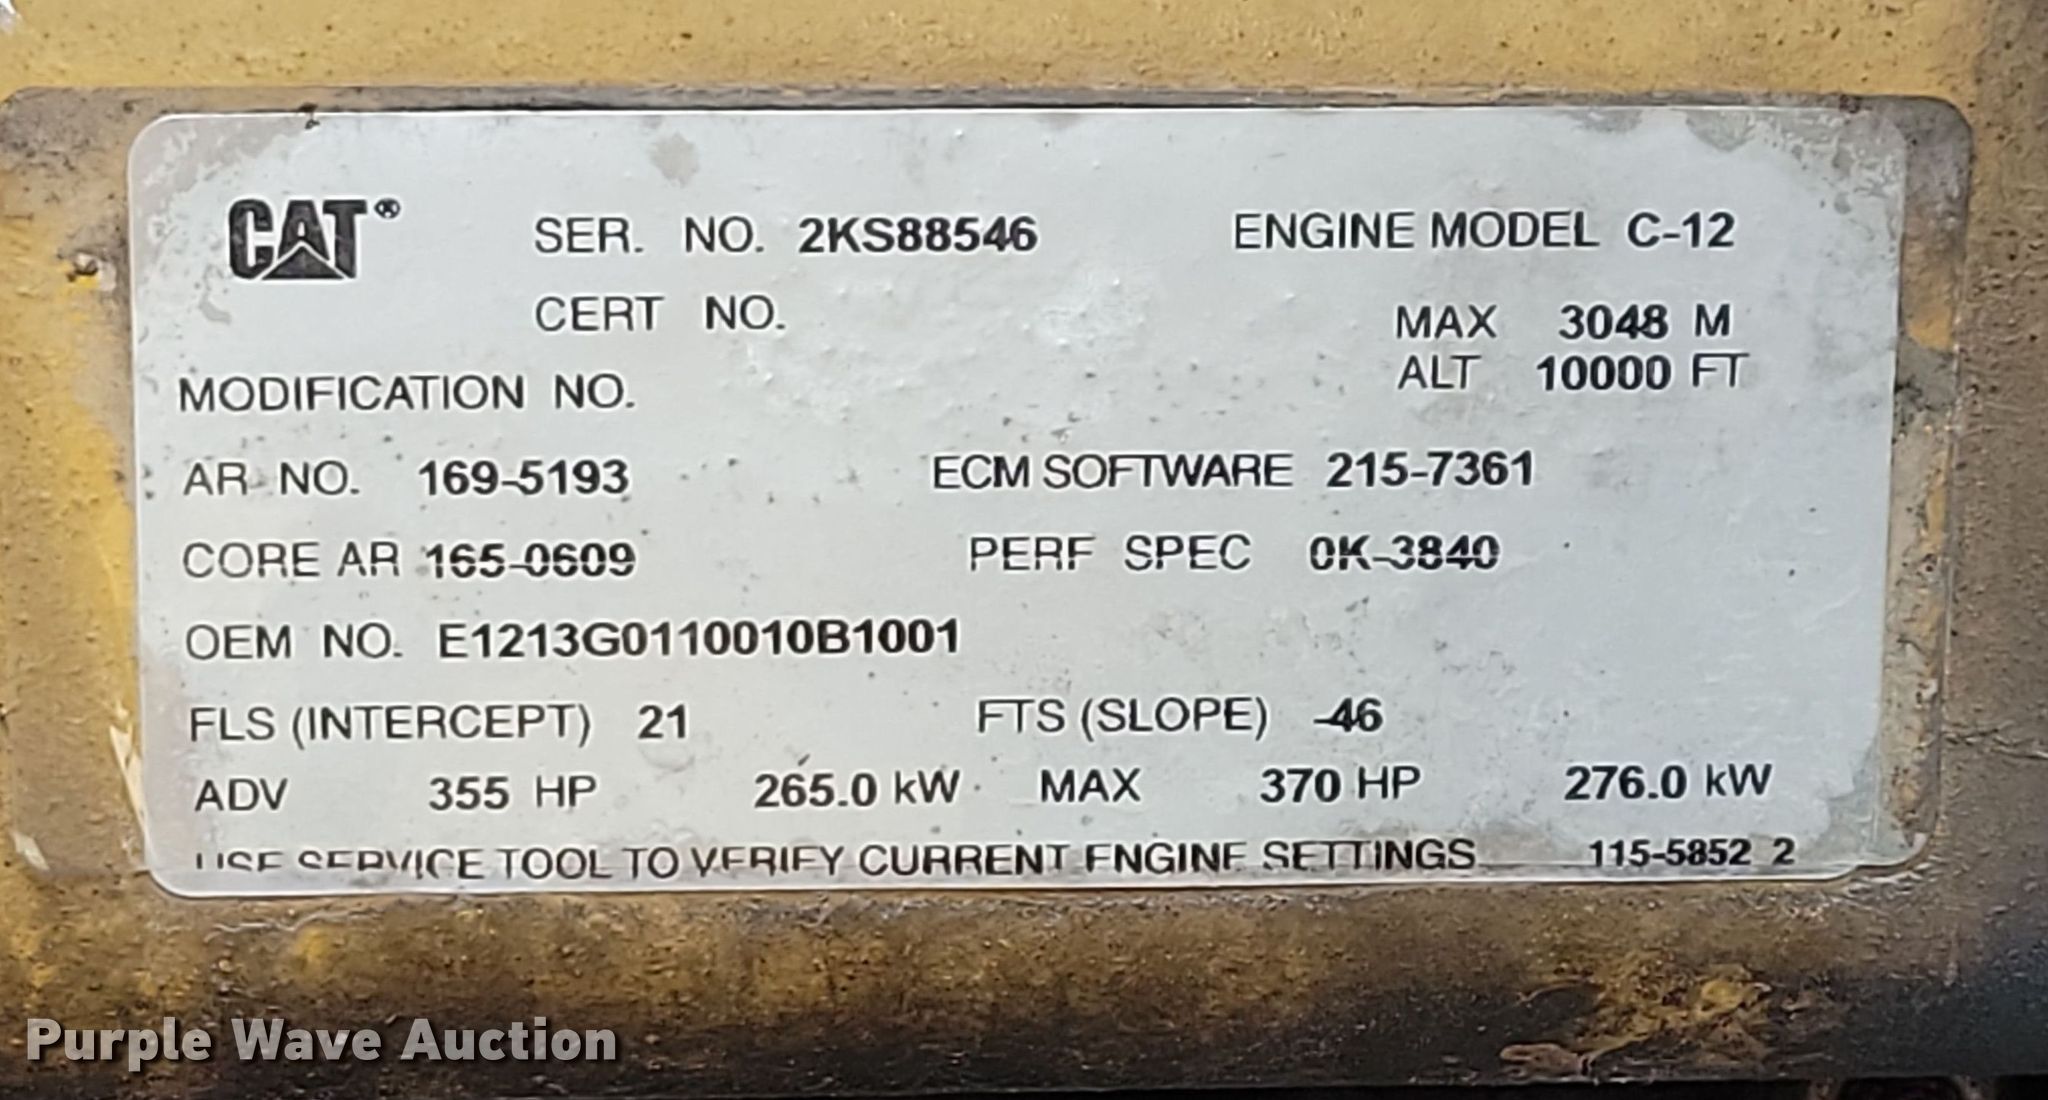 CAT® SER. NO. 2KS88546 ENGINE MODEL C-12
CERT NO. MAX 3048 M
MODIFICATION NO. ALT 10000 FT
AR NO. 169-5193 ECM SOFTWARE 215-7361
CORE AR 165-0609 PERF SPEC 0K-3840
OEM NO. E1213G0110010B1001
FLS (INTERCEPT) 21 FTS (SLOPE) -46
ADV 355 HP 265.0 kW MAX 370 HP 276.0 kW
USE SERVICE TOOL TO VERIFY CURRENT ENGINE SETTINGS 115-5852 2
Purple Wave Auction